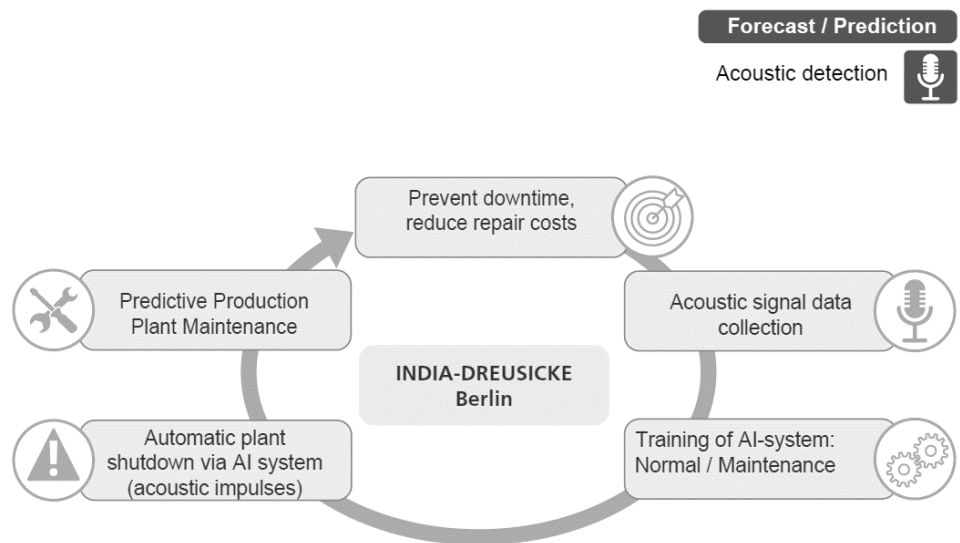 Forecast / Prediction
Acoustic detection
Prevent downtime,
reduce repair costs
Predictive Production
Plant Maintenance
Acoustic signal data
collection
INDIA-DREUSICKE
Berlin
Automatic plant
shutdown via AI system
(acoustic impulses)
Training of AI-system:
Normal / Maintenance